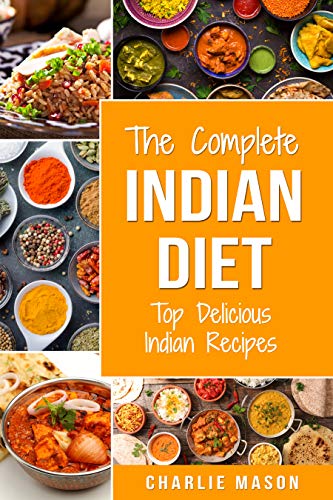 The Complete
INDIAN
DIET
Top Delicious
Indian Recipes
CHARLIE MASON